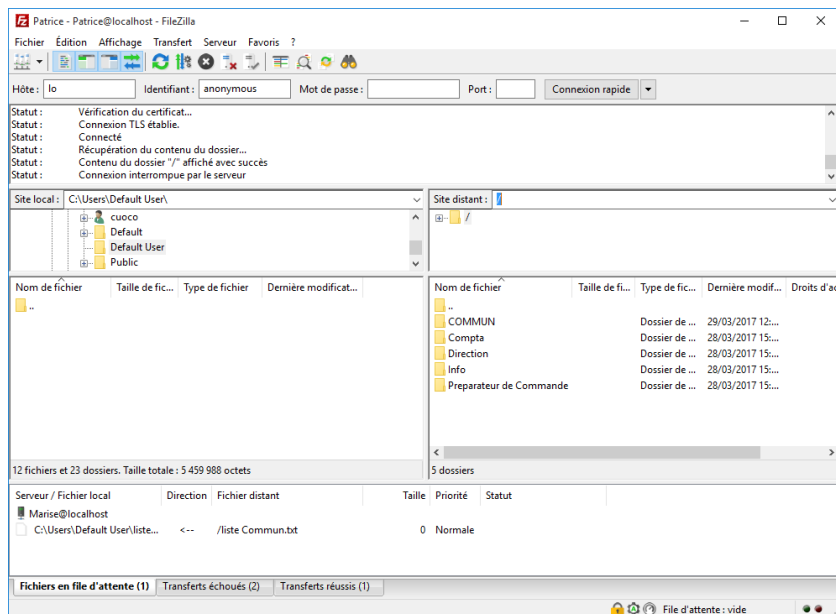 Patrice - Patrice@localhost - FileZilla
Fichier Édition Affichage Transfert Serveur Favoris ?
Hôte : lo Identifiant : anonymous Mot de passe : Port : Connexion rapide
Statut : Vérification du certificat...
Statut : Connexion TLS établie.
Statut : Connecté
Statut : Récupération du contenu du dossier...
Statut : Contenu du dossier "/" affiché avec succès
Statut : Connexion interrompue par le serveur
Site local : C:\Users\Default User\
cuoco
Default
Default User
Public
Site distant : /
/
Nom de fichier Taille de fic... Type de fichier Dernière modificat...
..
12 fichiers et 23 dossiers. Taille totale : 5 459 988 octets
Nom de fichier Taille de fi... Type de fic... Dernière modif... Droits d'ac
..
COMMUN Dossier de ... 29/03/2017 12:...
Compta Dossier de ... 28/03/2017 15:...
Direction Dossier de ... 28/03/2017 15:...
Info Dossier de ... 28/03/2017 15:...
Preparateur de Commande Dossier de ... 28/03/2017 15:...
5 dossiers
Serveur / Fichier local Direction Fichier distant Taille Priorité Statut
Marise@localhost
C:\Users\Default User\liste... <-- /liste Commun.txt 0 Normale
Fichiers en file d'attente (1) Transferts échoués (2) Transferts réussis (1)
File d'attente : vide